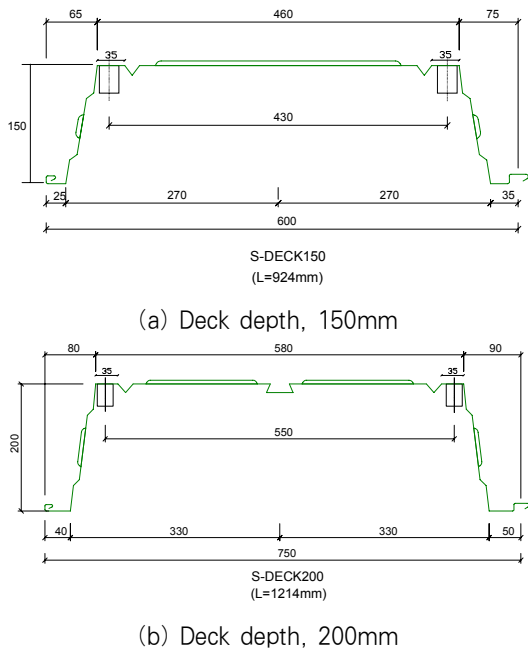 65 460 75
35 35
150
430
25 270 270 35
600
S-DECK150
(L=924mm)
(a) Deck depth, 150mm
80 580 90
35 35
200
550
40 330 330 50
750
S-DECK200
(L=1214mm)
(b) Deck depth, 200mm